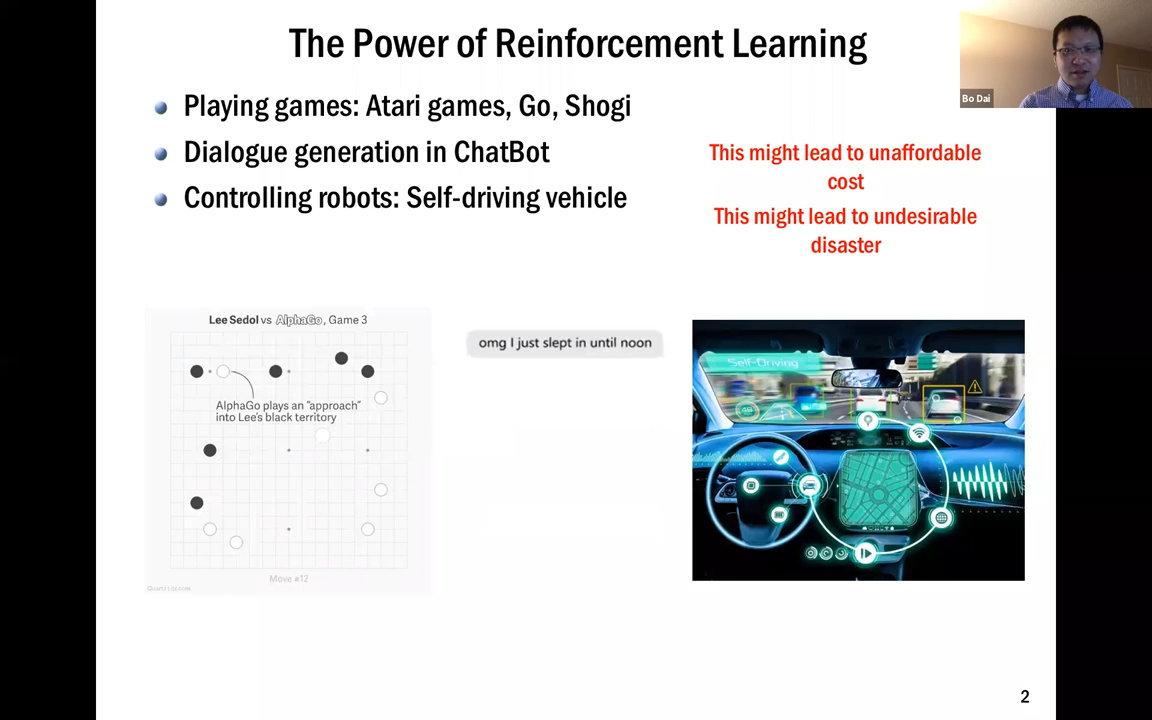 The Power of Reinforcement Learning
Bo Dai
Playing games: Atari games, Go, Shogi
Dialogue generation in ChatBot
Controlling robots: Self-driving vehicle
This might lead to unaffordable
cost
This might lead to undesirable
disaster
Lee Sedol vs AlphaGo, Game 3
AlphaGo plays an "approach"
into Lee's black territory
Move #12
omg I just slept in until noon
Self-Driving
2